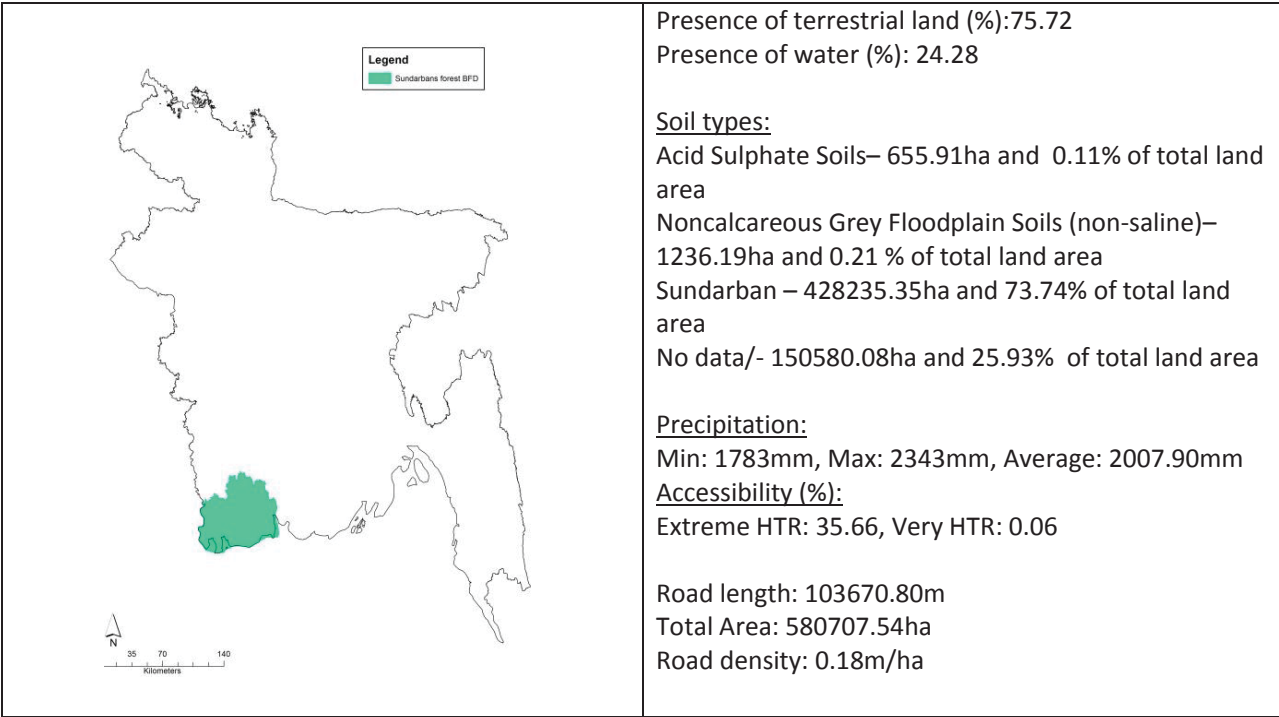 Legend
Sundarbans forest BFD
N
35 70 140
Kilometers
Presence of terrestrial land (%):75.72
Presence of water (%): 24.28
Soil types:
Acid Sulphate Soils– 655.91ha and 0.11% of total land
area
Noncalcareous Grey Floodplain Soils (non-saline)–
1236.19ha and 0.21 % of total land area
Sundarban – 428235.35ha and 73.74% of total land
area
No data/- 150580.08ha and 25.93% of total land area
Precipitation:
Min: 1783mm, Max: 2343mm, Average: 2007.90mm
Accessibility (%):
Extreme HTR: 35.66, Very HTR: 0.06
Road length: 103670.80m
Total Area: 580707.54ha
Road density: 0.18m/ha